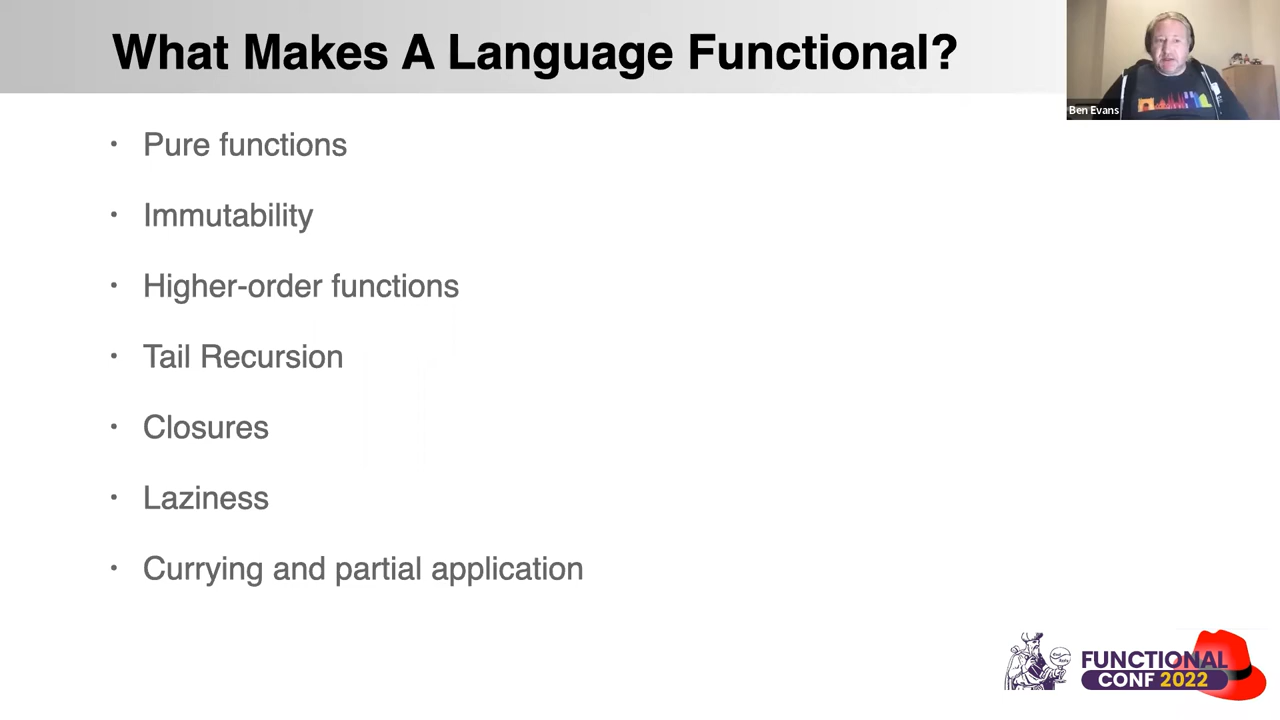 What Makes A Language Functional?
Ben Evans
• Pure functions
• Immutability
• Higher-order functions
• Tail Recursion
• Closures
• Laziness
• Currying and partial application
FUNCTIONAL
CONF 2022